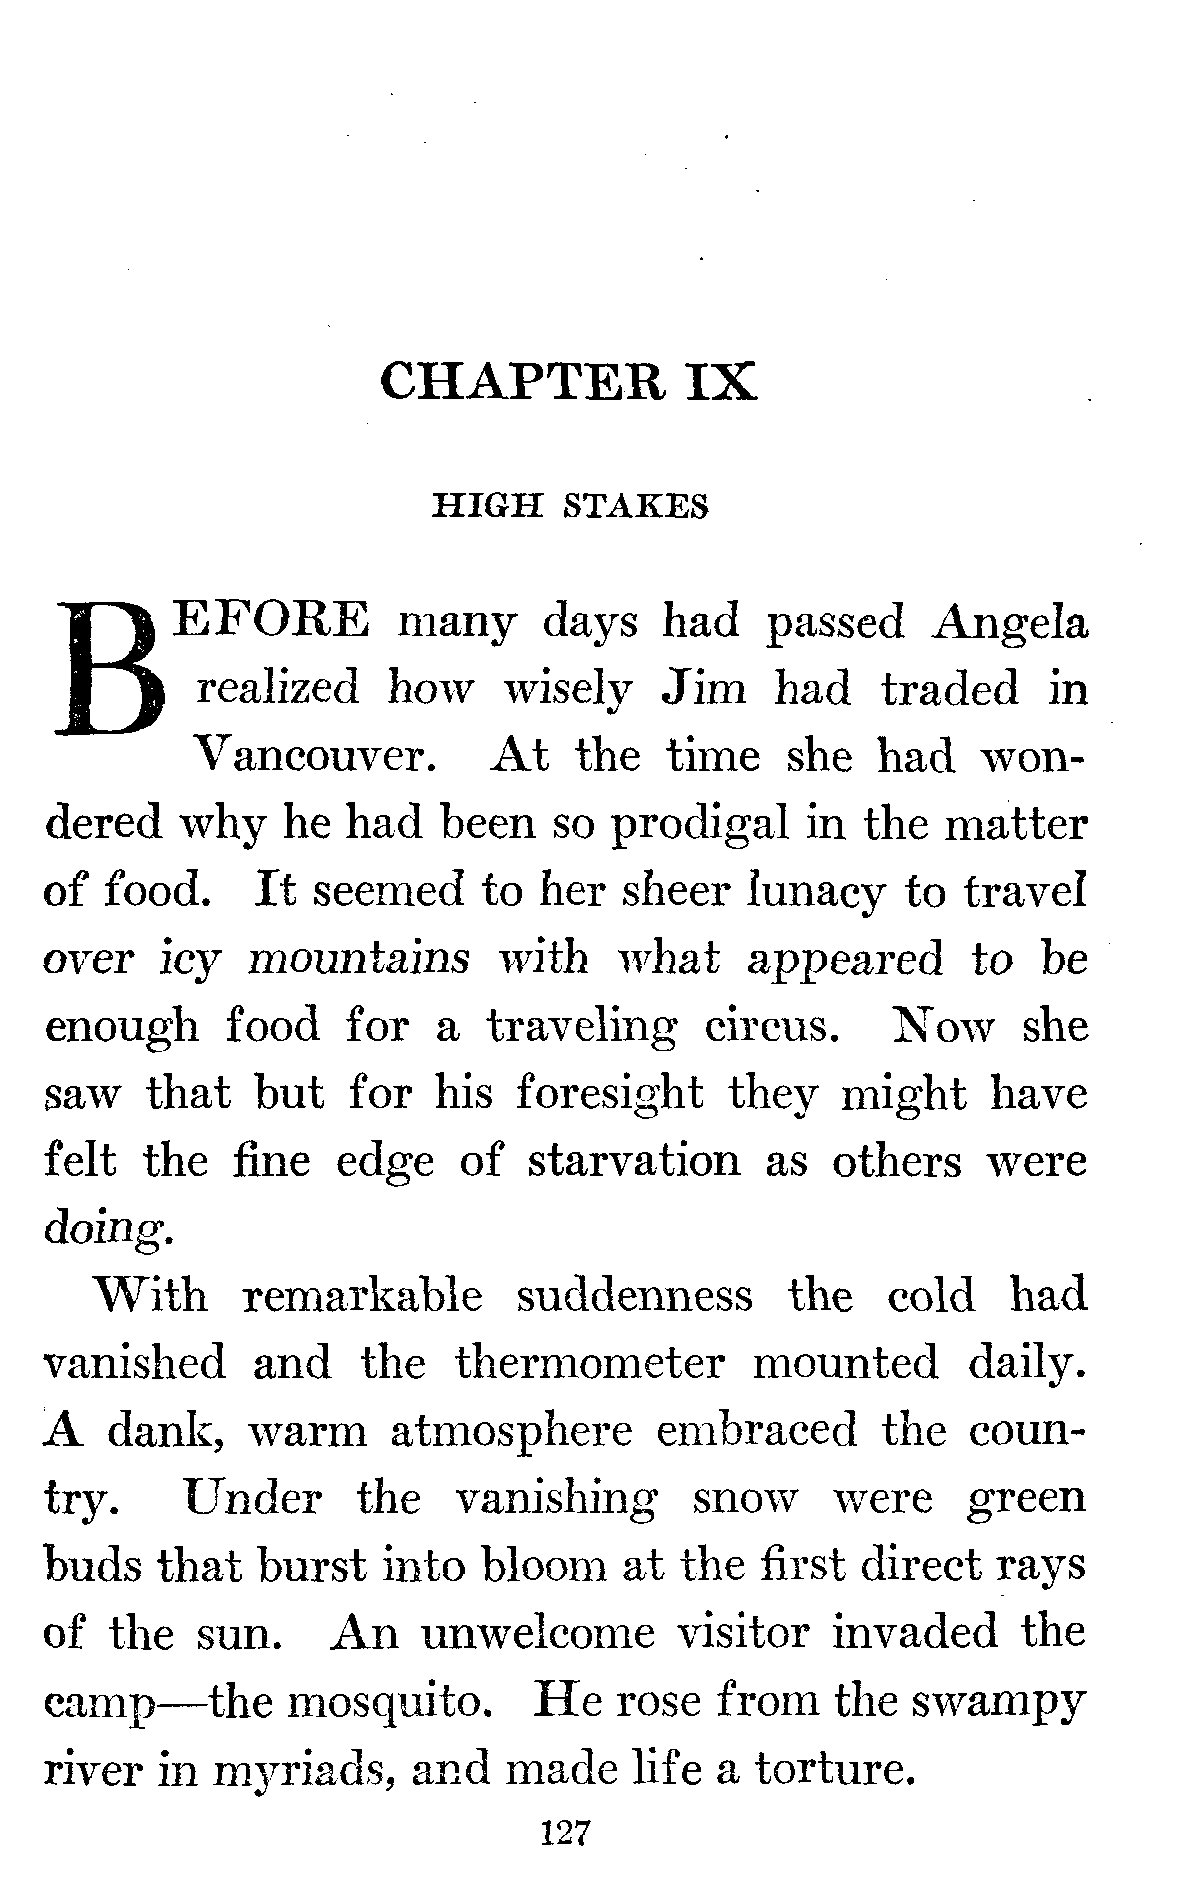 CHAPTER IX
HIGH STAKES
BEFORE many days had passed Angela
realized how wisely Jim had traded in
Vancouver. At the time she had won-
dered why he had been so prodigal in the matter
of food. It seemed to her sheer lunacy to travel
over icy mountains with what appeared to be
enough food for a traveling circus. Now she
saw that but for his foresight they might have
felt the fine edge of starvation as others were
doing.
With remarkable suddenness the cold had
vanished and the thermometer mounted daily.
A dank, warm atmosphere embraced the coun-
try. Under the vanishing snow were green
buds that burst into bloom at the first direct rays
of the sun. An unwelcome visitor invaded the
camp—the mosquito. He rose from the swampy
river in myriads, and made life a torture.
127